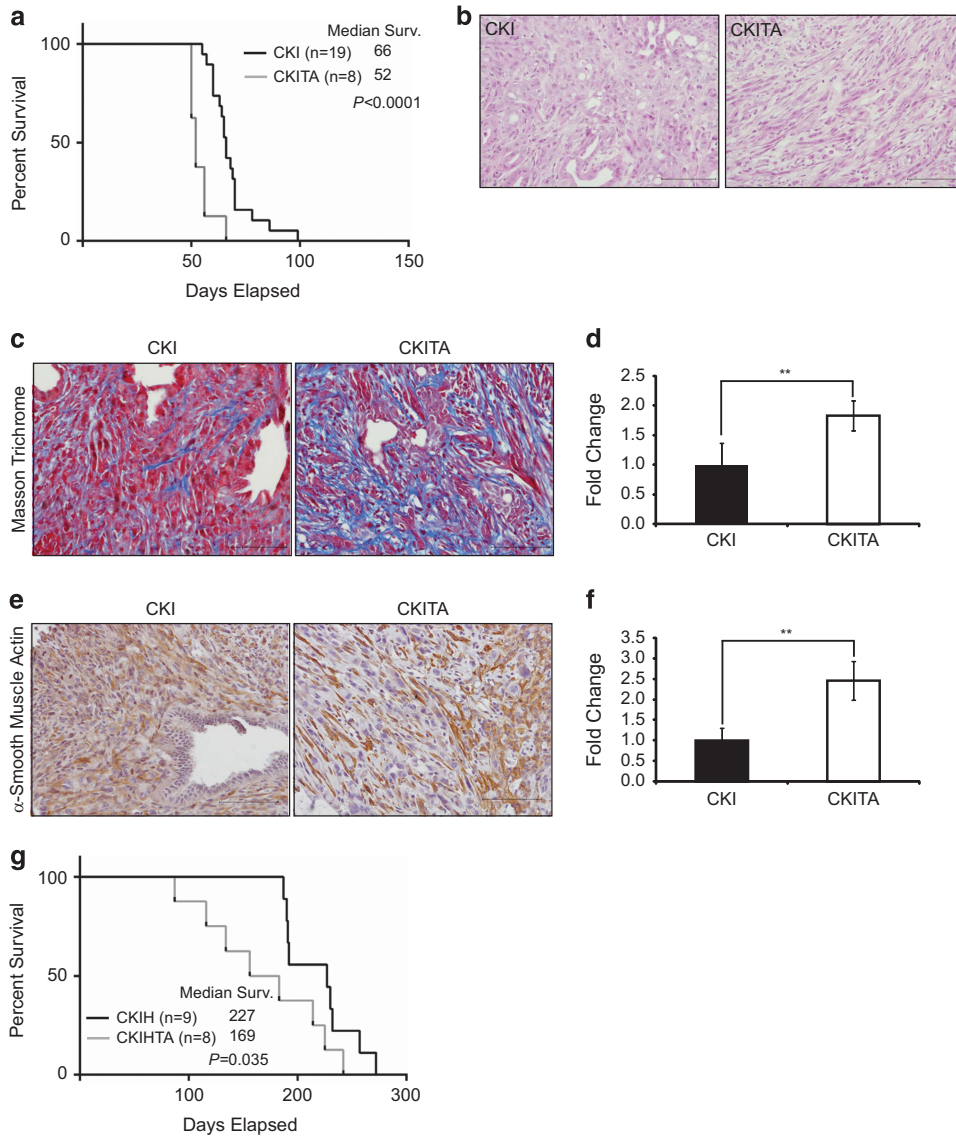 a
Median Surv.
CKI (n=19) 66
CKITA (n=8) 52
P<0.0001
100
50
0
50 100 150
Percent Survival
Days Elapsed
b
CKI
CKITA
c
CKI
CKITA
Masson Trichrome
d
**
2.5
2.0
1.5
1.0
0.5
0.0
Fold Change
CKI CKITA
e
CKI
CKITA
α-Smooth Muscle Actin
f
**
3.5
3.0
2.5
2.0
1.5
1.0
0.5
0.0
Fold Change
CKI CKITA
g
100
50
0
Percent Survival
Median Surv.
CKIH (n=9) 227
CKIHTA (n=8) 169
P=0.035
100 200 300
Days Elapsed